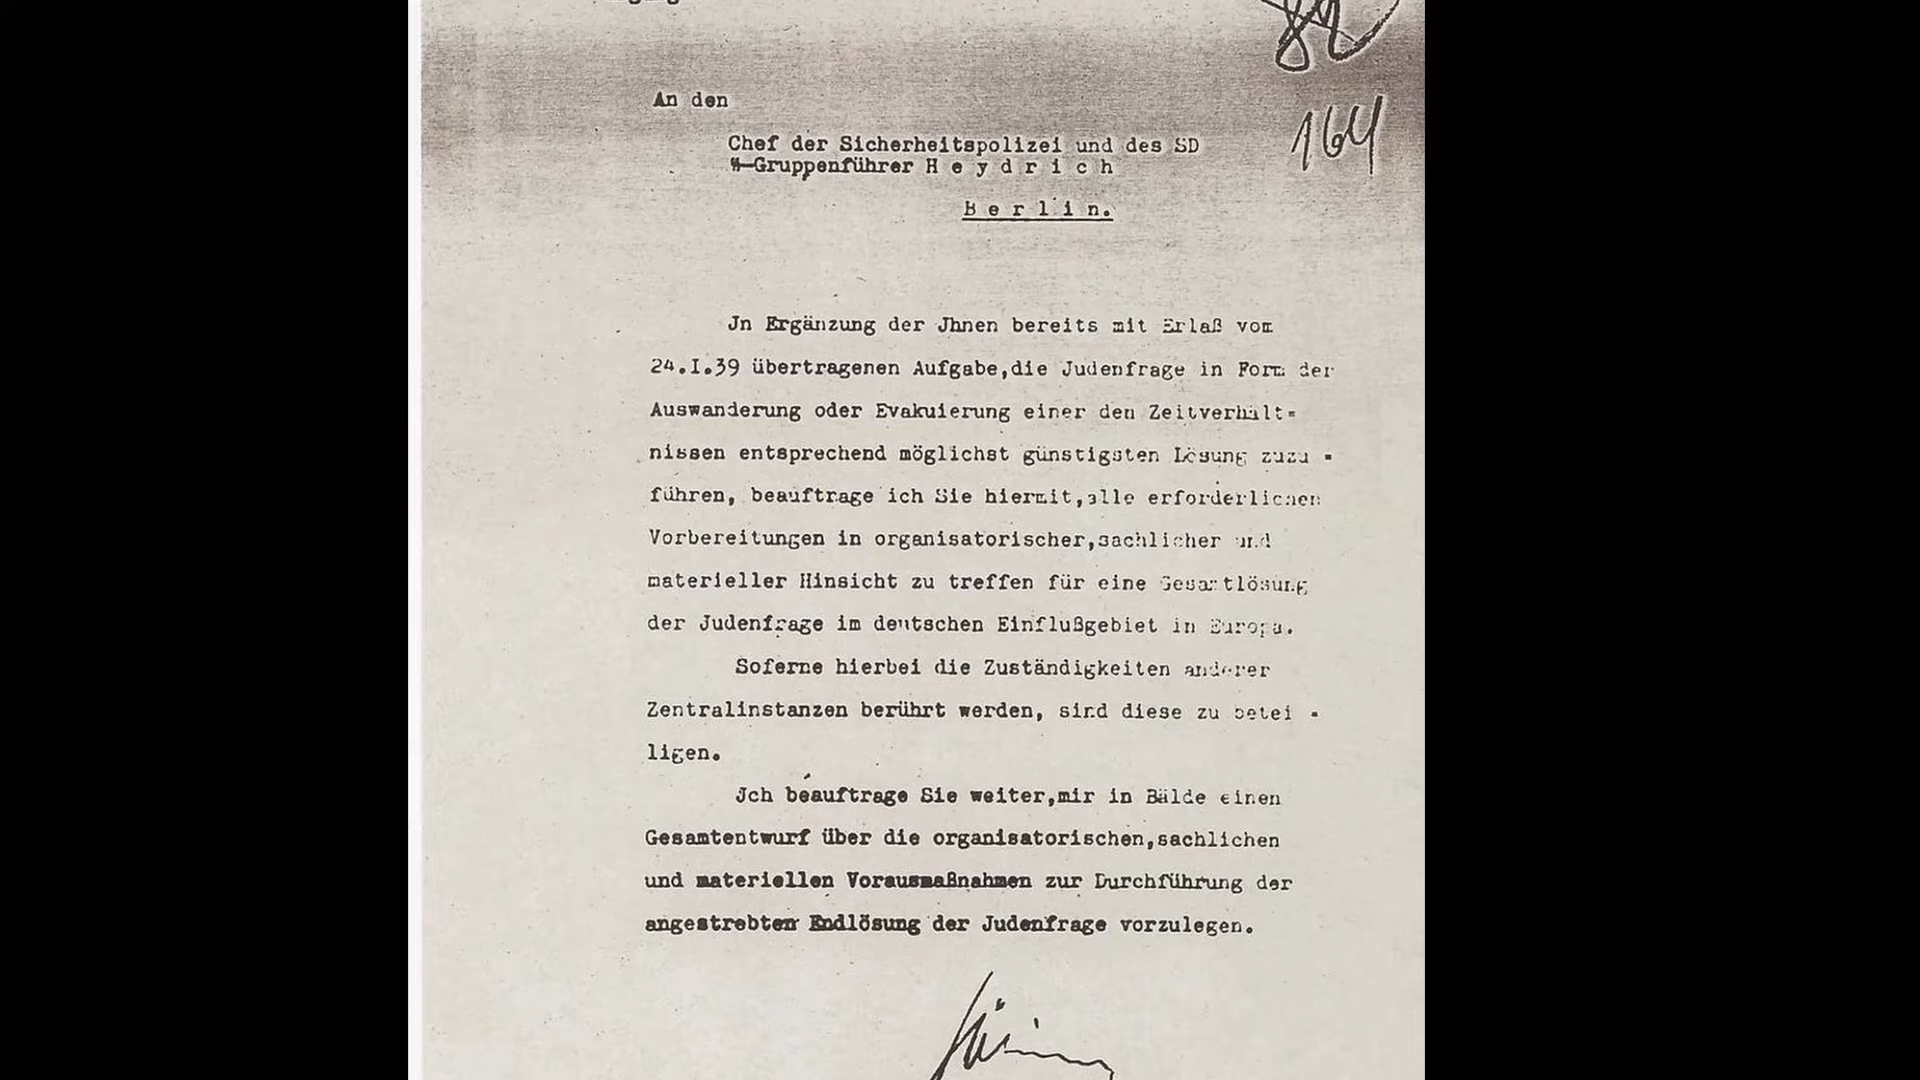 An den
Chef der Sicherheitspolizei und des SD
ᛋᛋ-Gruppenführer H e y d r i c h
B e r l i n.
164
Jn Ergänzung der Jhnen bereits mit Erlaß vom
24.I.39 übertragenen Aufgabe,die Judenfrage in Form der
Auswanderung oder Evakuierung einer den Zeitverhält=
nissen entsprechend möglichst günstigsten Lösung zuzu =
führen, beauftrage ich Sie hiermit,alle erforderlichen
Vorbereitungen in organisatorischer,sachlicher und
materieller Hinsicht zu treffen für eine Gesamtlösung
der Judenfrage im deutschen Einflußgebiet in Europa.
Soferne hierbei die Zuständigkeiten anderer
Zentralinstanzen berührt werden, sind diese zu betei =
ligen.
Jch beauftrage Sie weiter,mir in Bälde einen
Gesamtentwurf über die organisatorischen,sachlichen
und materiellen Vorausmaßnahmen zur Durchführung der
angestrebten Endlösung der Judenfrage vorzulegen.